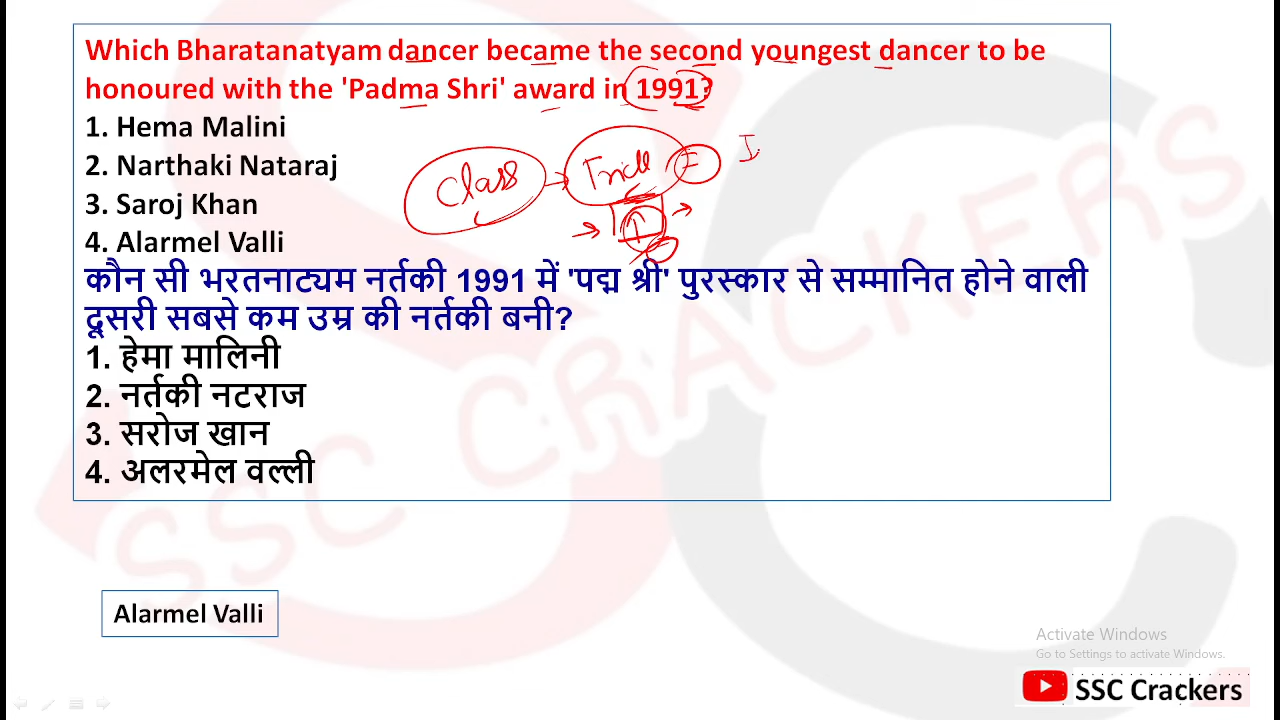 Which Bharatanatyam dancer became the second youngest dancer to be
honoured with the 'Padma Shri' award in 1991?
1. Hema Malini
2. Narthaki Nataraj
3. Saroj Khan
4. Alarmel Valli
Class
कौन सी भरतनाट्यम नर्तकी 1991 में 'पद्म श्री' पुरस्कार से सम्मानित होने वाली
दूसरी सबसे कम उम्र की नर्तकी बनी?
1. हेमा मालिनी
2. नर्तकी नटराज
3. सरोज खान
4. अलरमेल वल्ली
Alarmel Valli
Activate Windows
Go to Settings to activate Windows.
SSC Crackers
SSC CRACKERS